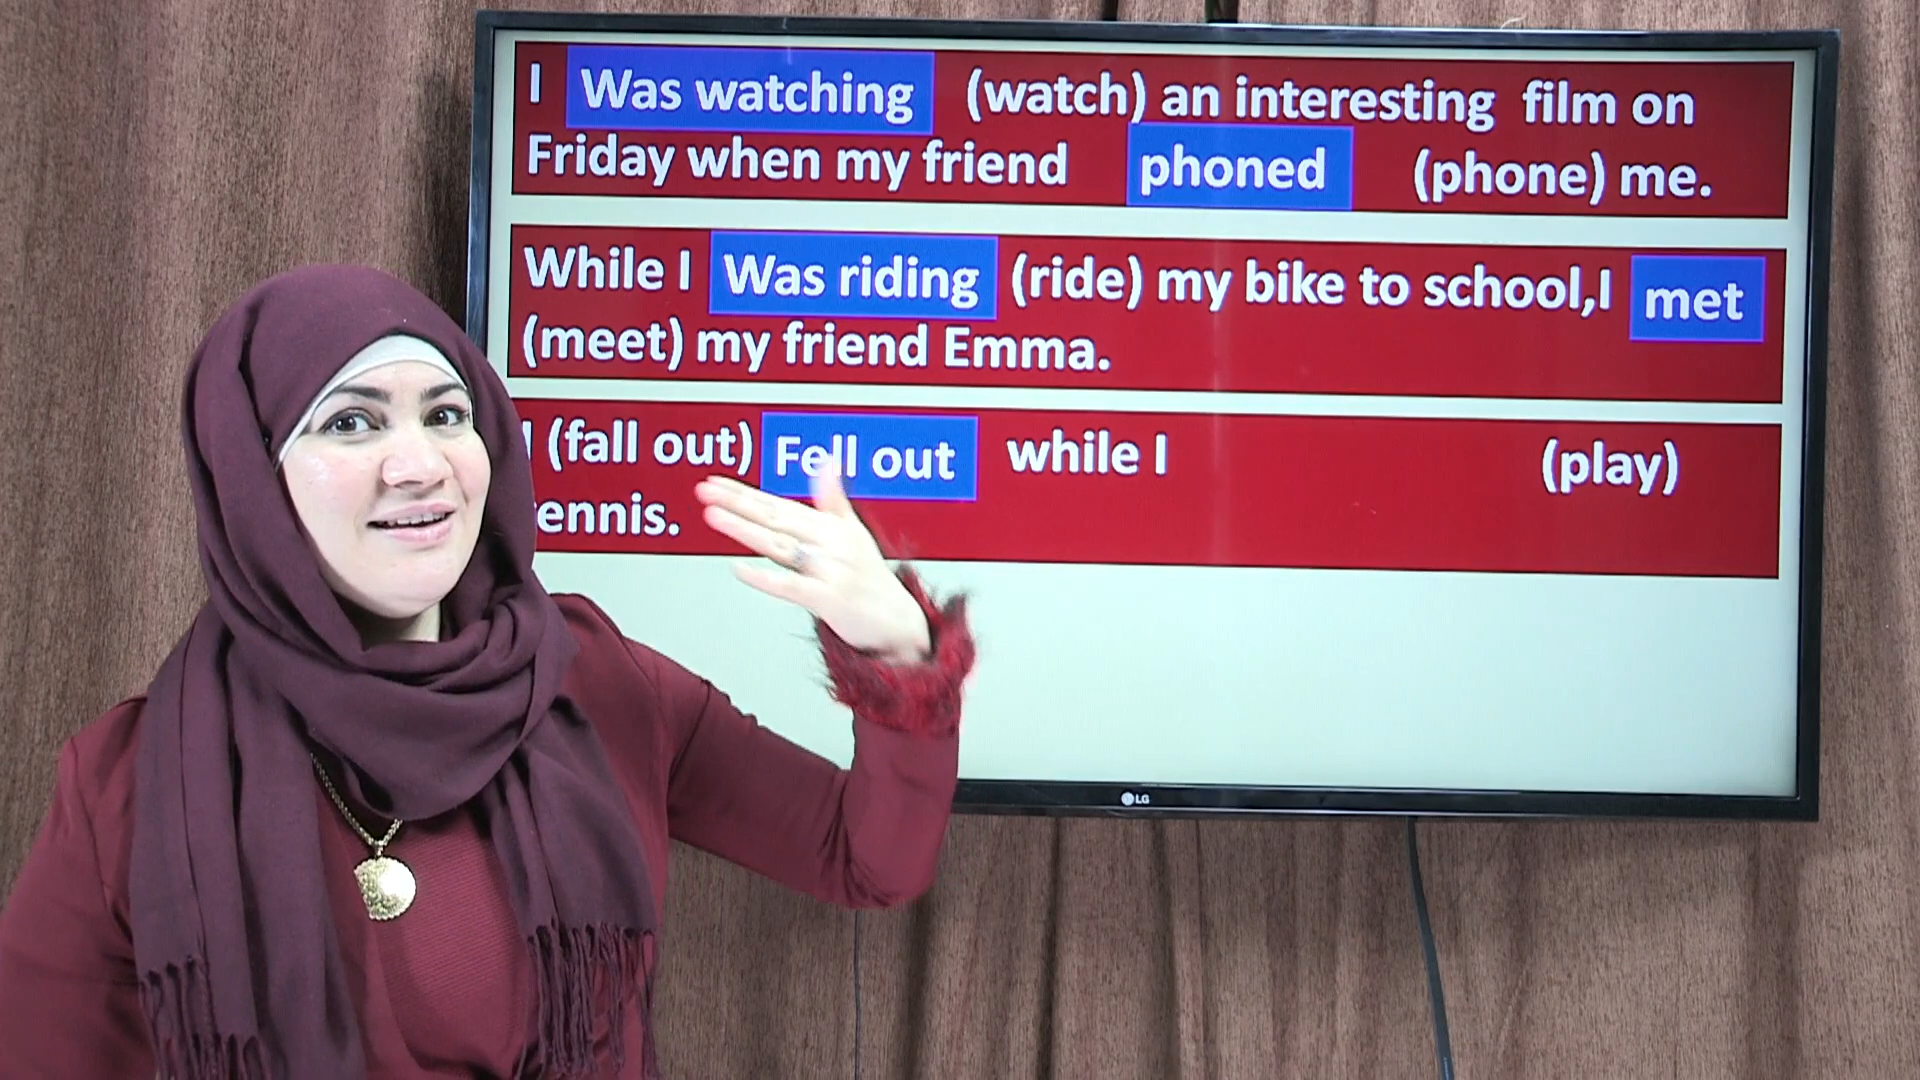 I Was watching (watch) an interesting film on
Friday when my friend phoned (phone) me.
While I Was riding (ride) my bike to school,I met
(meet) my friend Emma.
I (fall out) Fell out while I (play)
tennis.
LG